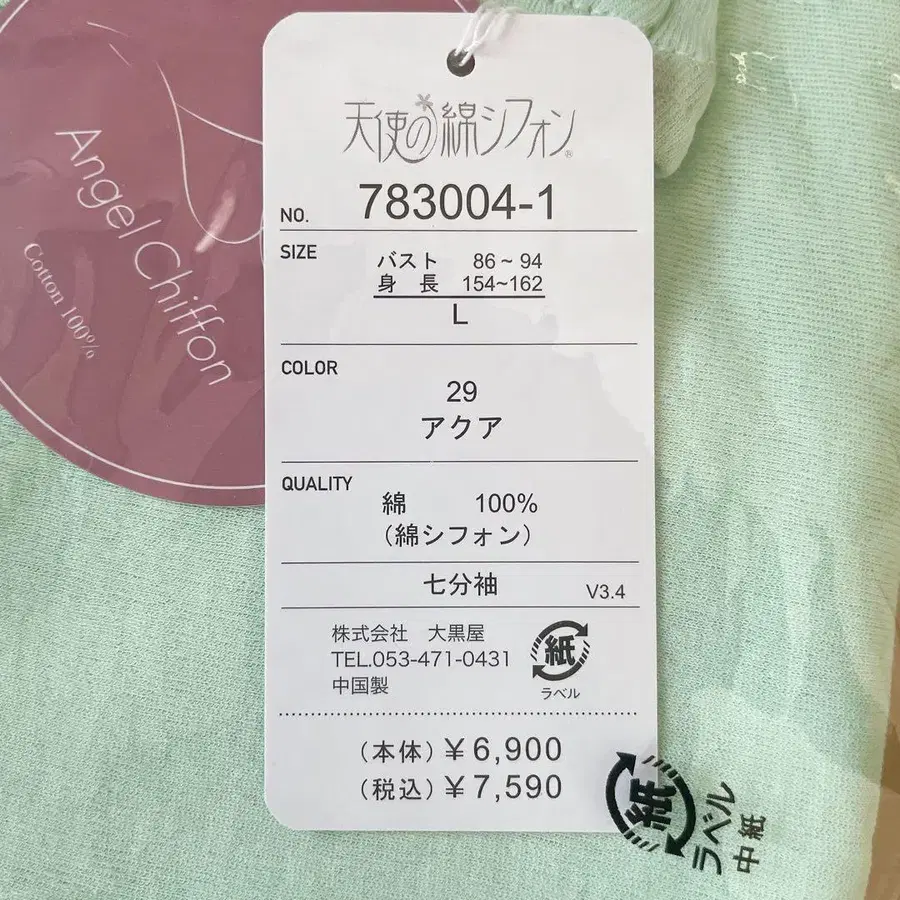 Angel Chiffon
Cotton 100%
天使の綿シフォン®
NO. 783004-1
SIZE
バスト 86～94
身長 154~162
L
COLOR
29
アクア
QUALITY
綿 100%
（綿シフォン）
七分袖 V3.4
株式会社 大黒屋
TEL.053-471-0431
中国製
紙
ラベル
（本体）￥6,900
（税込）￥7,590
紙
ラベル
中紙